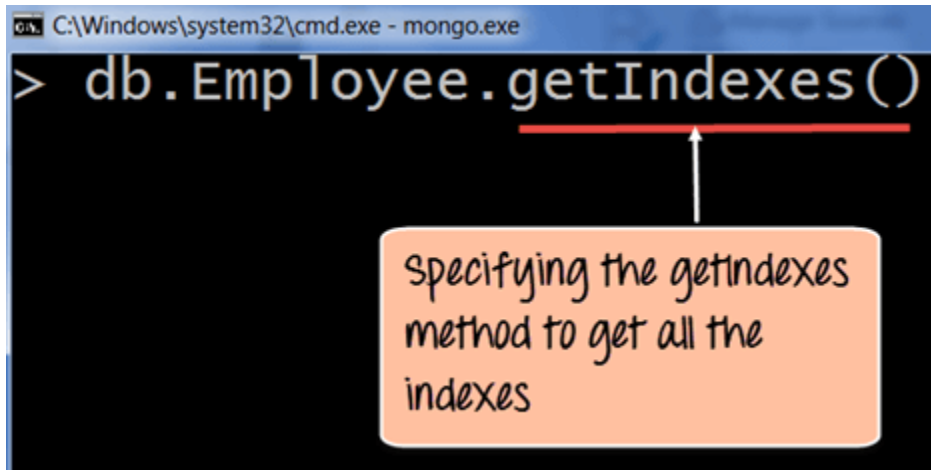 C:\Windows\system32\cmd.exe - mongo.exe
> db.Employee.getIndexes()
Specifying the getIndexes
method to get all the
indexes